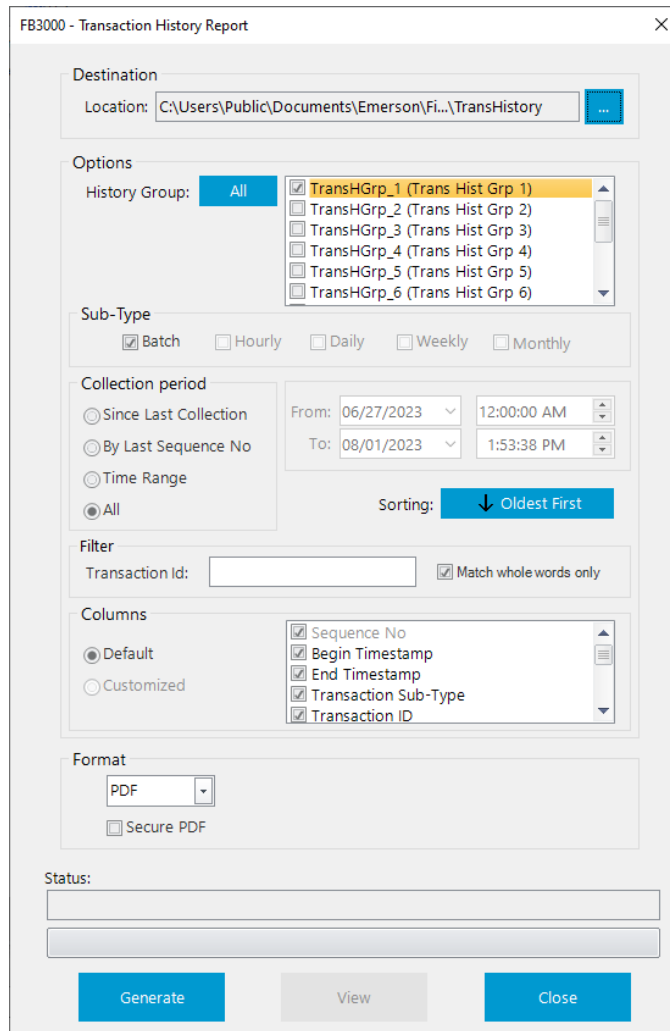 FB3000 - Transaction History Report
Destination
Location: C:\Users\Public\Documents\Emerson\Fi...\TransHistory ...
Options
History Group: All
TransHGrp_1 (Trans Hist Grp 1)
TransHGrp_2 (Trans Hist Grp 2)
TransHGrp_3 (Trans Hist Grp 3)
TransHGrp_4 (Trans Hist Grp 4)
TransHGrp_5 (Trans Hist Grp 5)
TransHGrp_6 (Trans Hist Grp 6)
Sub-Type
Batch Hourly Daily Weekly Monthly
Collection period
Since Last Collection
By Last Sequence No
Time Range
All
From: 06/27/2023 12:00:00 AM
To: 08/01/2023 1:53:38 PM
Sorting: Oldest First
Filter
Transaction Id: Match whole words only
Columns
Default
Customized
Sequence No
Begin Timestamp
End Timestamp
Transaction Sub-Type
Transaction ID
Format
PDF
Secure PDF
Status:
Generate View Close